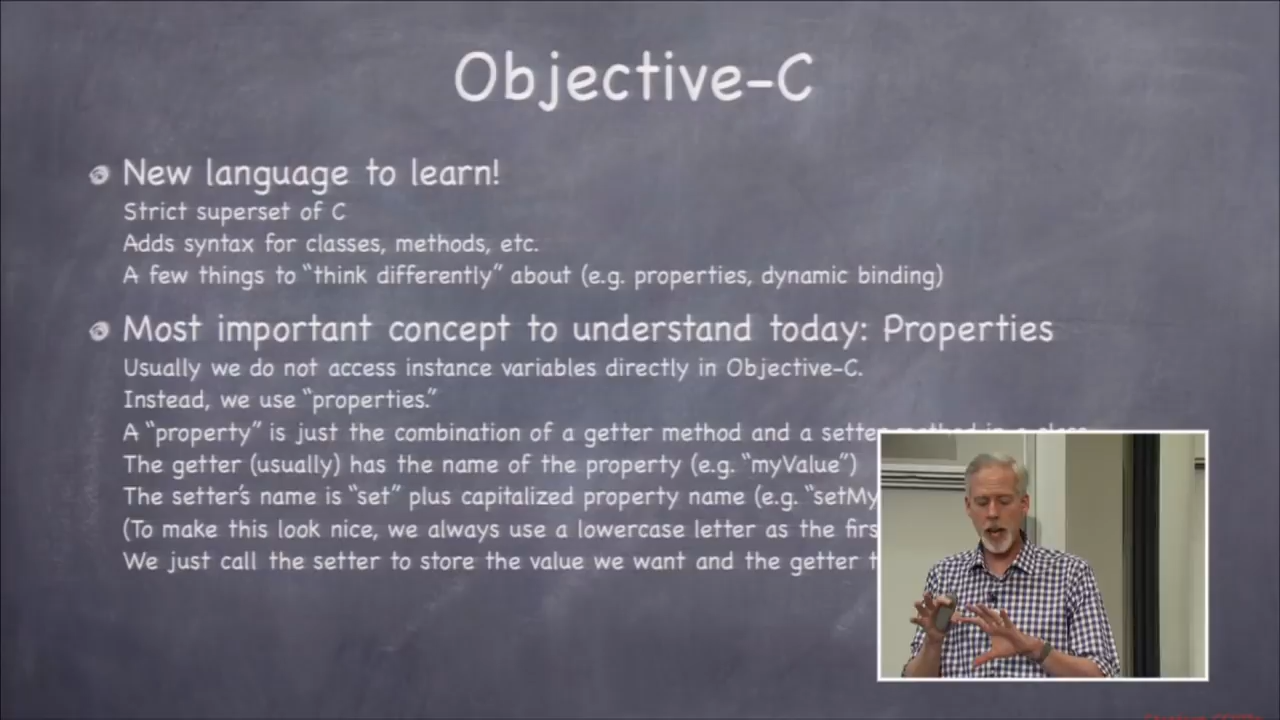 Objective-C
New language to learn!
Strict superset of C
Adds syntax for classes, methods, etc.
A few things to “think differently” about (e.g. properties, dynamic binding)
Most important concept to understand today: Properties
Usually we do not access instance variables directly in Objective-C.
Instead, we use “properties.”
A “property” is just the combination of a getter method and a setter method in a class.
The getter (usually) has the name of the property (e.g. “myValue”)
The setter’s name is “set” plus capitalized property name (e.g. “setMy
(To make this look nice, we always use a lowercase letter as the firs
We just call the setter to store the value we want and the getter t